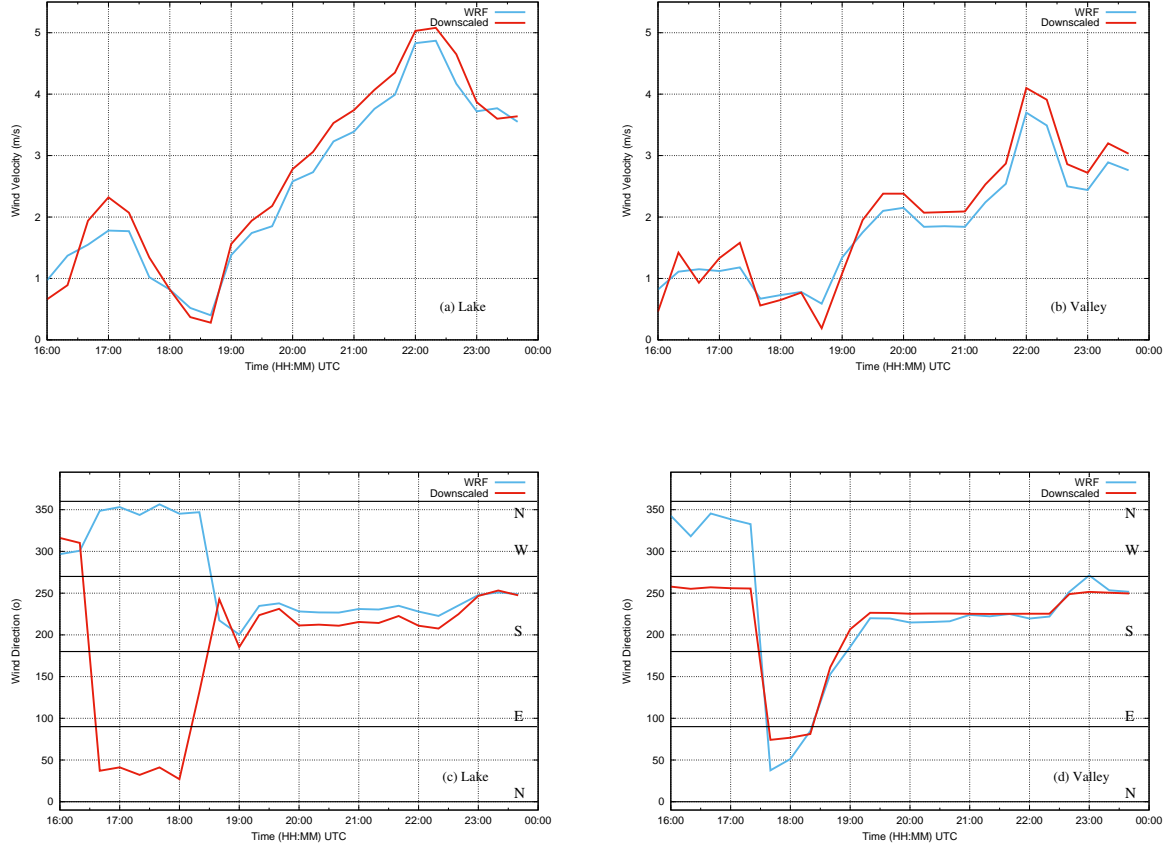 WRF
Downscaled
5
4
3
2
1
0
Wind Velocity (m/s)
(a) Lake
16:00 17:00 18:00 19:00 20:00 21:00 22:00 23:00 00:00
Time (HH:MM) UTC
WRF
Downscaled
5
4
3
2
1
0
Wind Velocity (m/s)
(b) Valley
16:00 17:00 18:00 19:00 20:00 21:00 22:00 23:00 00:00
Time (HH:MM) UTC
WRF
Downscaled
350
300
250
200
150
100
50
0
Wind Direction (o)
N
W
S
E
(c) Lake
N
16:00 17:00 18:00 19:00 20:00 21:00 22:00 23:00 00:00
Time (HH:MM) UTC
WRF
Downscaled
350
300
250
200
150
100
50
0
Wind Direction (o)
N
W
S
E
(d) Valley
N
16:00 17:00 18:00 19:00 20:00 21:00 22:00 23:00 00:00
Time (HH:MM) UTC